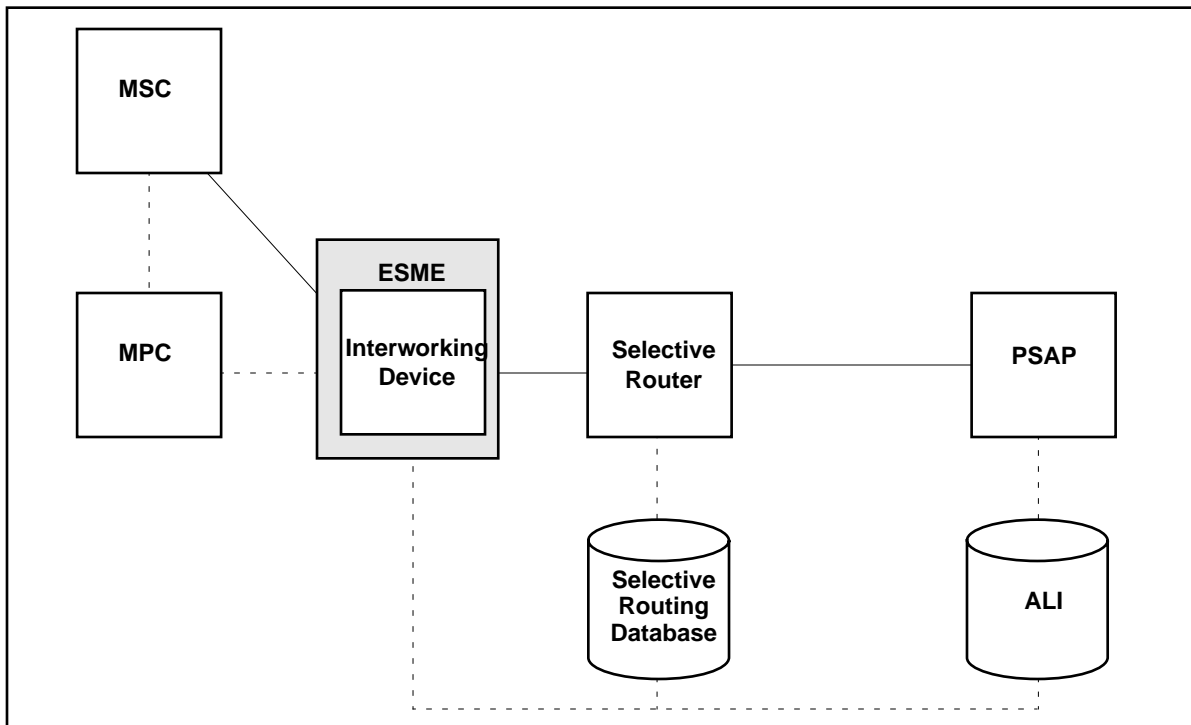 MSC
ESME
MPC
Interworking
Device
Selective
Router
PSAP
Selective
Routing
Database
ALI